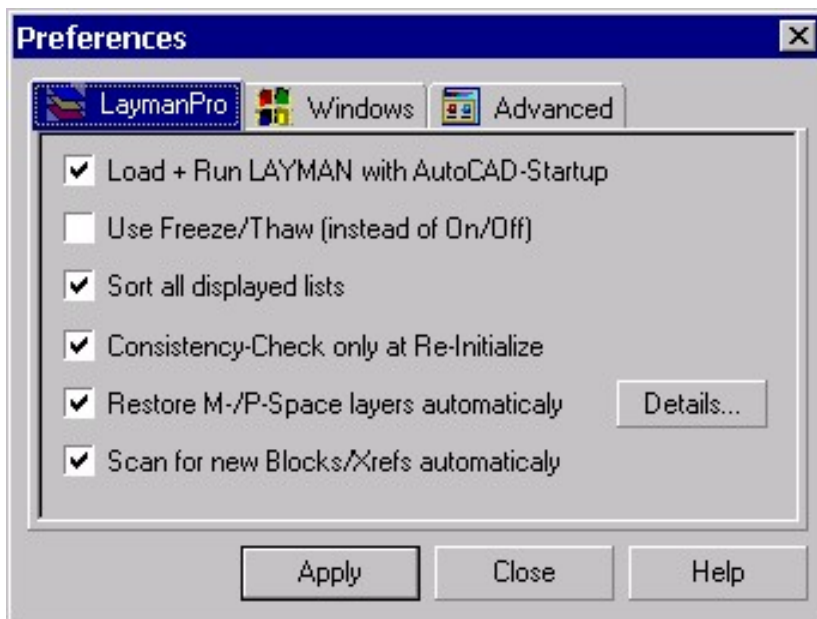 Preferences
LaymanPro Windows Advanced
Load + Run LAYMAN with AutoCAD-Startup
Use Freeze/Thaw (instead of On/Off)
Sort all displayed lists
Consistency-Check only at Re-Initialize
Restore M-/P-Space layers automaticaly Details...
Scan for new Blocks/Xrefs automaticaly
Apply Close Help